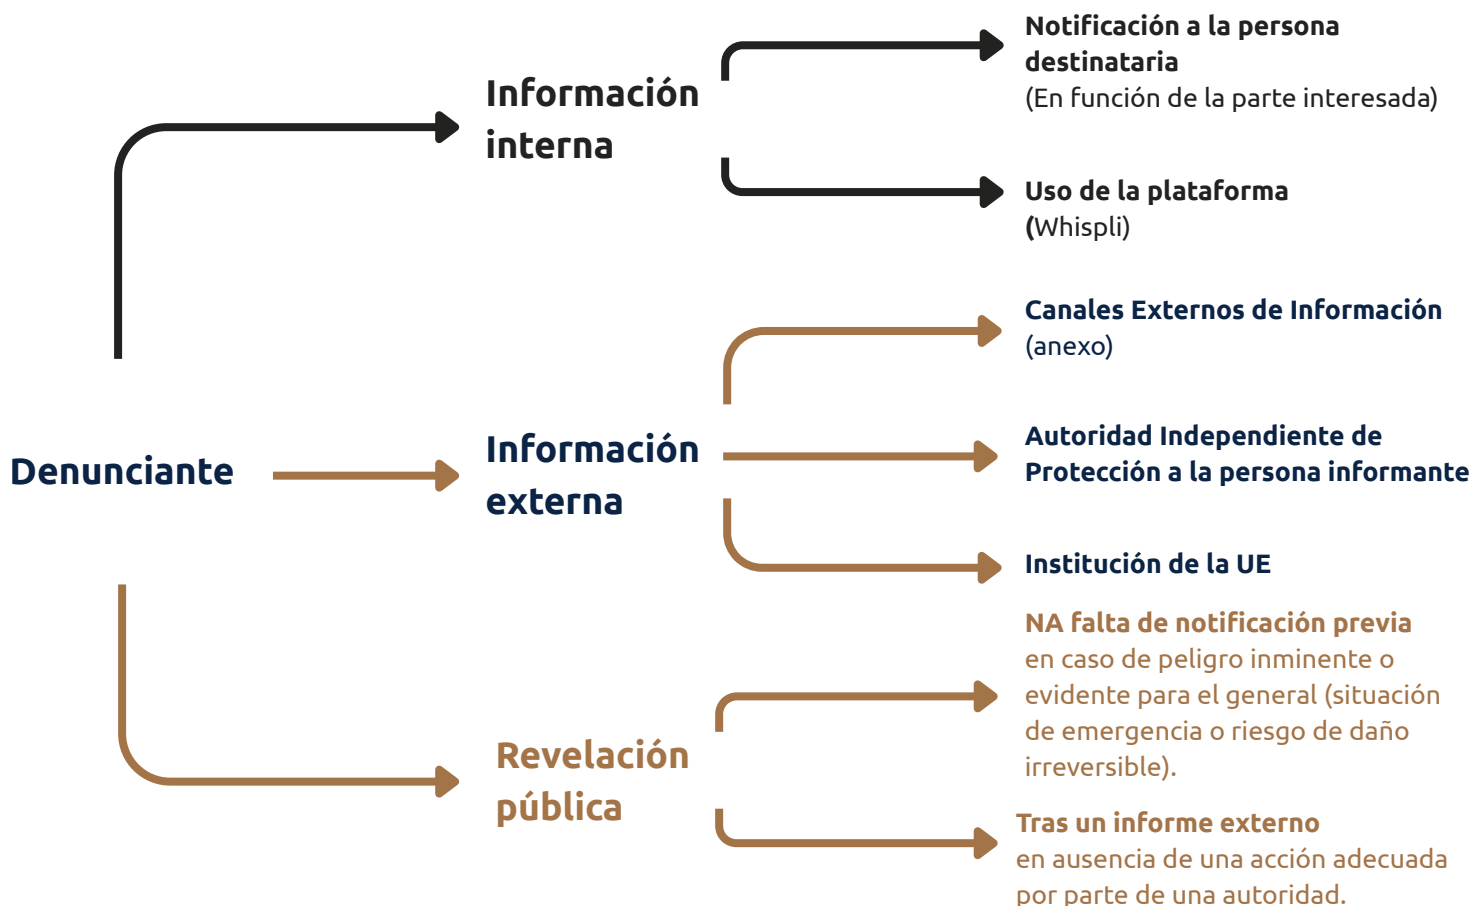 Denunciante
Información
interna
Notificación a la persona
destinataria
(En función de la parte interesada)
Uso de la plataforma
(Whispli)
Información
externa
Canales Externos de Información
(anexo)
Autoridad Independiente de
Protección a la persona informante
Institución de la UE
Revelación
pública
NA falta de notificación previa
en caso de peligro inminente o
evidente para el general (situación
de emergencia o riesgo de daño
irreversible).
Tras un informe externo
en ausencia de una acción adecuada
por parte de una autoridad.